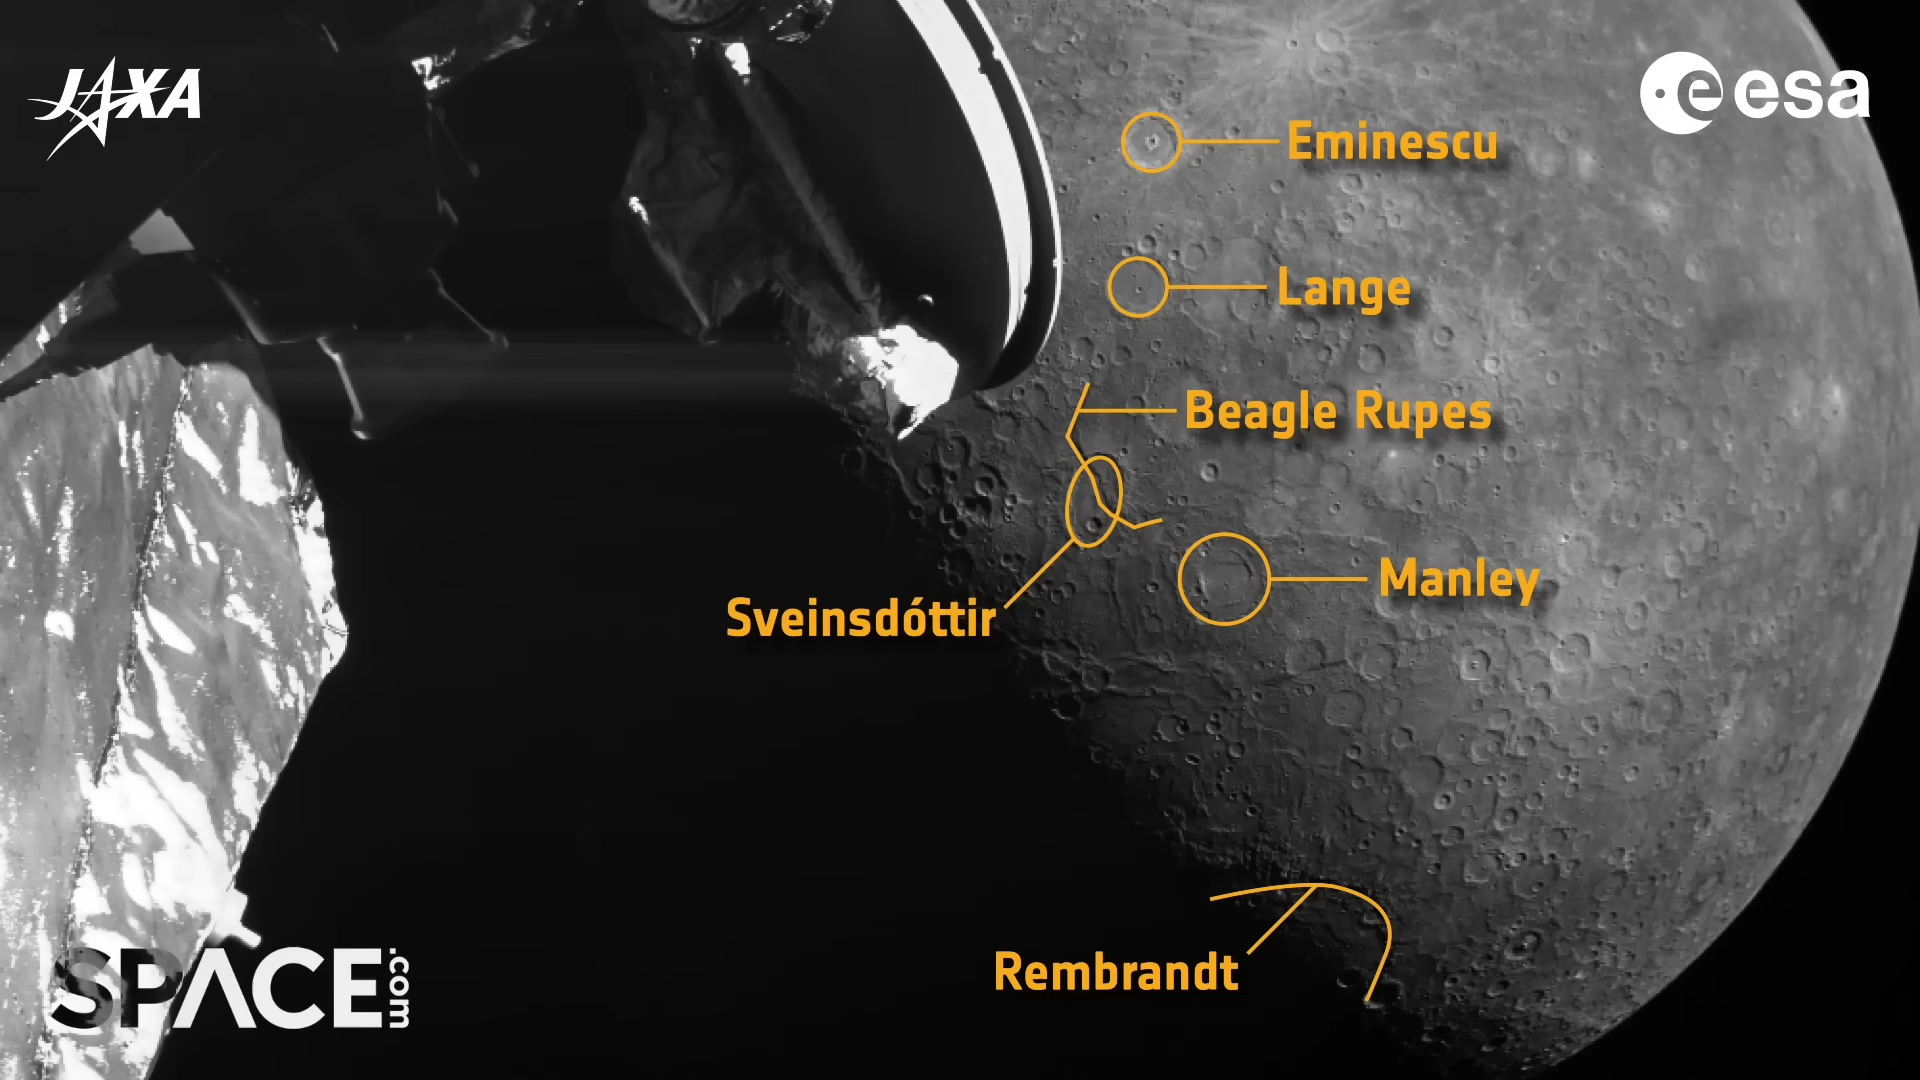 JAXA
esa
Eminescu
Lange
Beagle Rupes
Manley
Sveinsdóttir
Rembrandt
SPACE.com